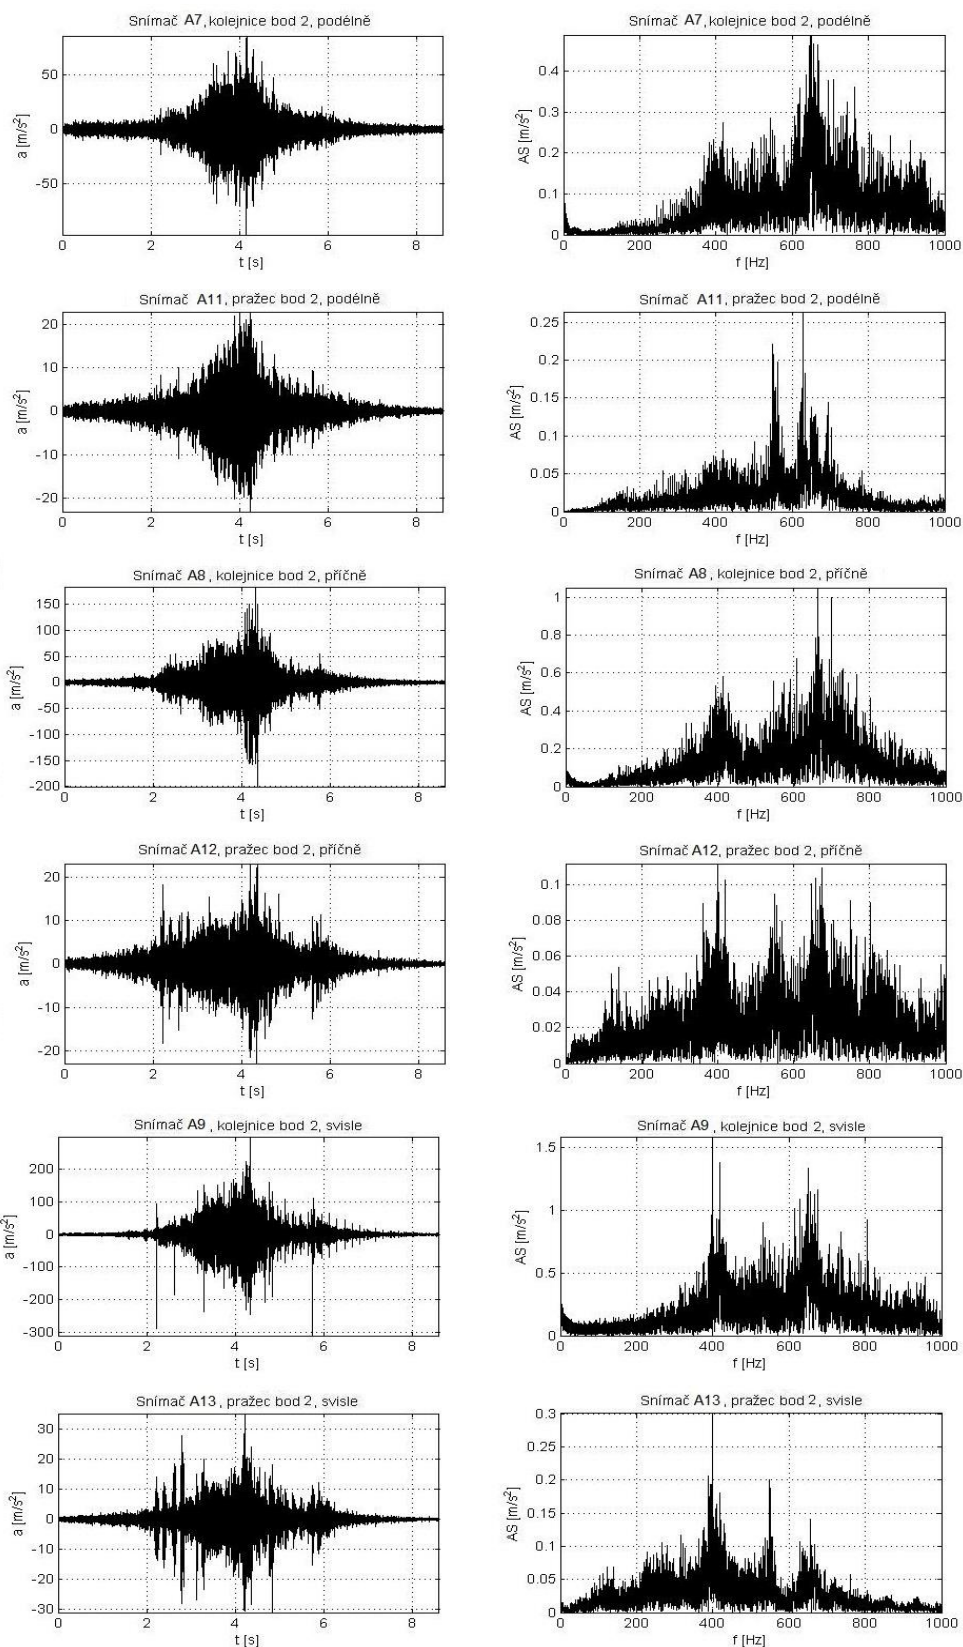 Snímač A7, kolejnice bod 2, podélně
a [m/s²]
50
0
-50
0 2 4 6 8
t [s]
Snímač A7, kolejnice bod 2, podélně
AS [m/s²]
0.4
0.3
0.2
0.1
0
0 200 400 600 800 1000
f [Hz]
Snímač A11, pražec bod 2, podélně
a [m/s²]
20
10
0
-10
-20
0 2 4 6 8
t [s]
Snímač A11, pražec bod 2, podélně
AS [m/s²]
0.25
0.2
0.15
0.1
0.05
0
0 200 400 600 800 1000
f [Hz]
Snímač A8, kolejnice bod 2, příčně
a [m/s²]
150
100
50
0
-50
-100
-150
-200
0 2 4 6 8
t [s]
Snímač A8, kolejnice bod 2, příčně
AS [m/s²]
1
0.8
0.6
0.4
0.2
0
0 200 400 600 800 1000
f [Hz]
Snímač A12, pražec bod 2, příčně
a [m/s²]
20
10
0
-10
-20
0 2 4 6 8
t [s]
Snímač A12, pražec bod 2, příčně
AS [m/s²]
0.1
0.08
0.06
0.04
0.02
0
0 200 400 600 800 1000
f [Hz]
Snímač A9, kolejnice bod 2, svisle
a [m/s²]
200
100
0
-100
-200
-300
0 2 4 6 8
t [s]
Snímač A9, kolejnice bod 2, svisle
AS [m/s²]
1.5
1
0.5
0
0 200 400 600 800 1000
f [Hz]
Snímač A13, pražec bod 2, svisle
a [m/s²]
30
20
10
0
-10
-20
-30
0 2 4 6 8
t [s]
Snímač A13, pražec bod 2, svisle
AS [m/s²]
0.3
0.25
0.2
0.15
0.1
0.05
0
0 200 400 600 800 1000
f [Hz]